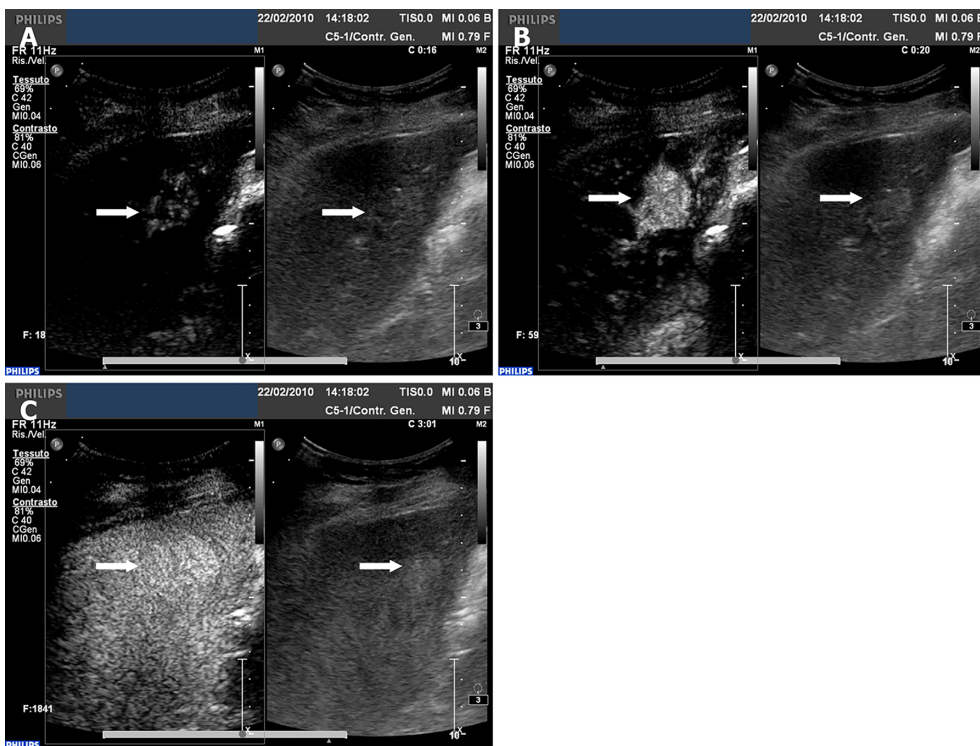 PHILIPS 22/02/2010 14:18:02 TIS0.0 MI 0.06 B
A C5-1/Contr. Gen. MI 0.79 F
FR 11Hz M1 C 0:16 M2
Ris./Vel.
P P
Tessuto
69%
C 42
Gen
MI0.04
Contrasto
81%
C 40
CGen
MI0.06
F: 18
3
x 10 x
PHILIPS
PHILIPS 22/02/2010 14:18:02 TIS0.0 MI 0.06 B
B C5-1/Contr. Gen. MI 0.79 F
FR 11Hz M1 C 0:20 M2
Ris./Vel.
P P
Tessuto
69%
C 42
Gen
MI0.04
Contrasto
81%
C 40
CGen
MI0.06
F: 59
3
x 10 x
PHILIPS
PHILIPS 22/02/2010 14:18:02 TIS0.0 MI 0.06 B
C C5-1/Contr. Gen. MI 0.79 F
FR 11Hz M1 C 3:01 M2
Ris./Vel.
P P
Tessuto
69%
C 42
Gen
MI0.04
Contrasto
81%
C 40
CGen
MI0.06
F:1841
3
x 10 x
PHILIPS